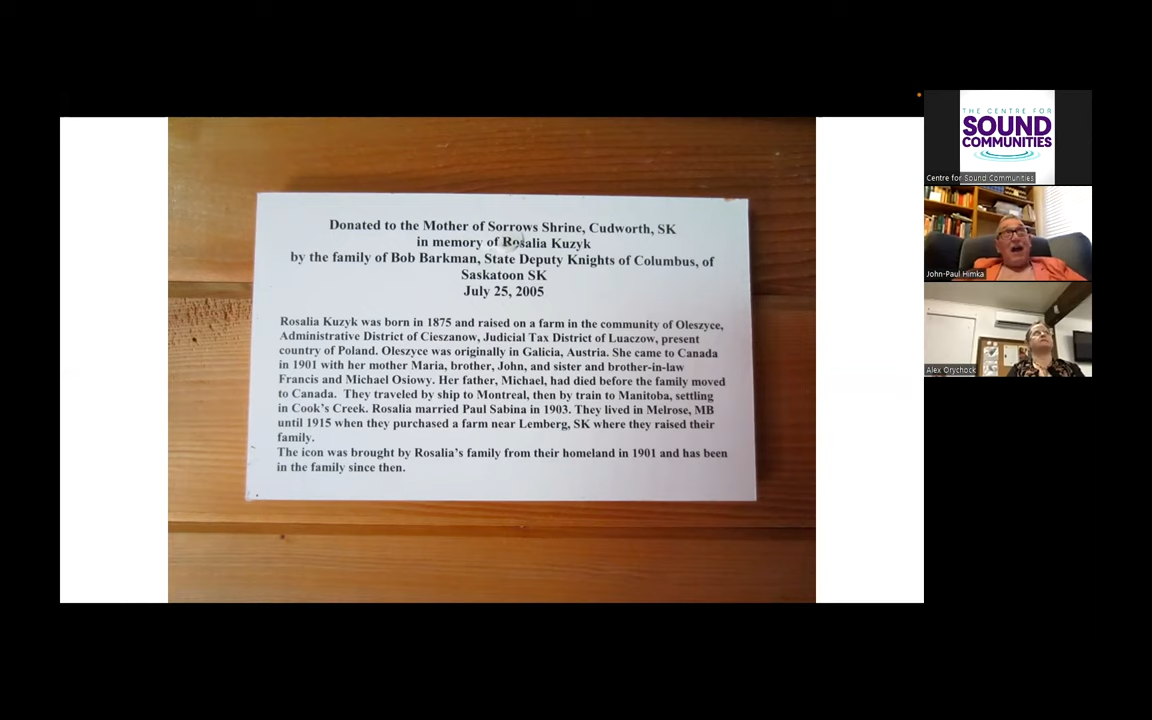 Donated to the Mother of Sorrows Shrine, Cudworth, SK
in memory of Rosalia Kuzyk
by the family of Bob Barkman, State Deputy Knights of Columbus, of
Saskatoon SK
July 25, 2005
Rosalia Kuzyk was born in 1875 and raised on a farm in the community of Oleszyce,
Administrative District of Cieszanow, Judicial Tax District of Luaczow, present
country of Poland. Oleszyce was originally in Galicia, Austria. She came to Canada
in 1901 with her mother Maria, brother, John, and sister and brother-in-law
Francis and Michael Osiowy. Her father, Michael, had died before the family moved
to Canada. They traveled by ship to Montreal, then by train to Manitoba, settling
in Cook's Creek. Rosalia married Paul Sabina in 1903. They lived in Melrose, MB
until 1915 when they purchased a farm near Lemberg, SK where they raised their
family.
The icon was brought by Rosalia's family from their homeland in 1901 and has been
in the family since then.
THE CENTRE FOR
SOUND
COMMUNITIES
Centre for Sound Communities
John-Paul Himka
Alex Orychock